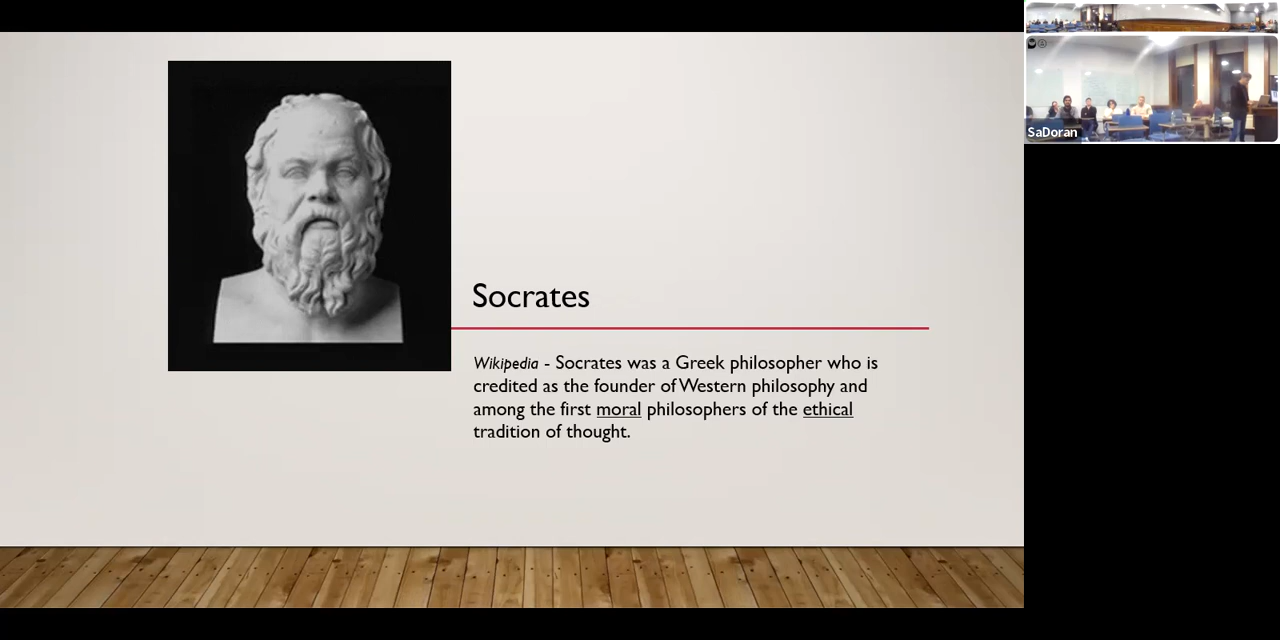 SaDoran
Socrates
Wikipedia - Socrates was a Greek philosopher who is
credited as the founder of Western philosophy and
among the first moral philosophers of the ethical
tradition of thought.